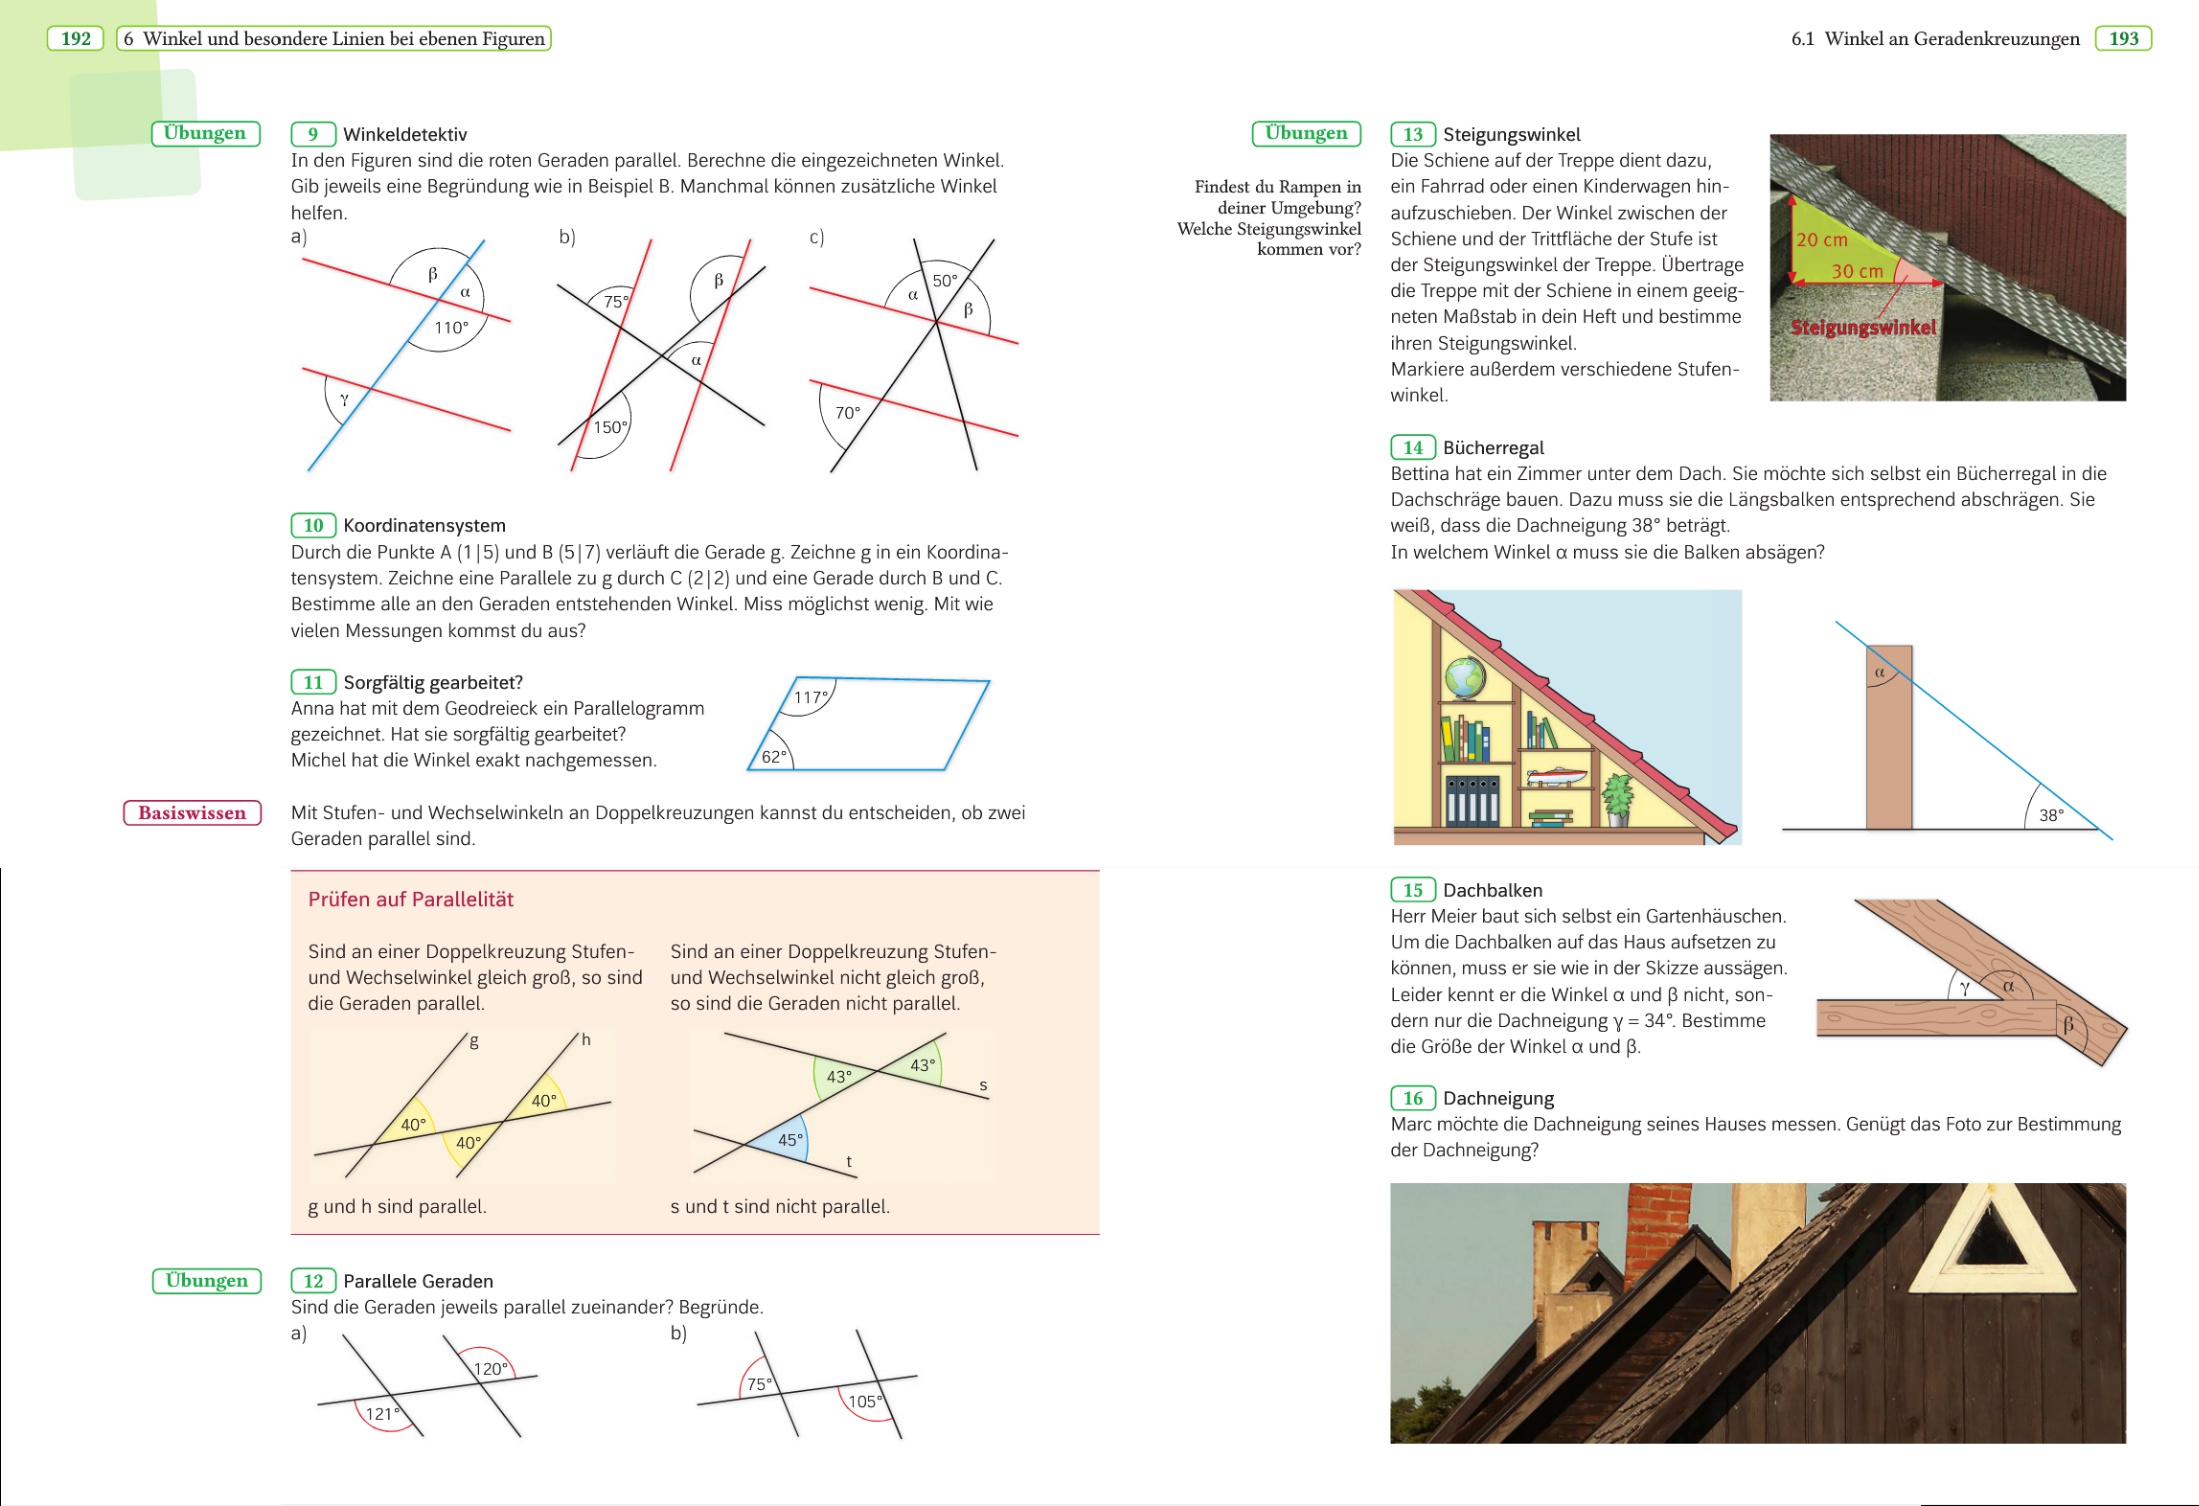 192 6 Winkel und besondere Linien bei ebenen Figuren
Übungen
9 Winkeldetektiv
In den Figuren sind die roten Geraden parallel. Berechne die eingezeichneten Winkel.
Gib jeweils eine Begründung wie in Beispiel B. Manchmal können zusätzliche Winkel
helfen.
a)
β
α
110°
γ
b)
75°
β
α
150°
c)
50°
α
β
70°
10 Koordinatensystem
Durch die Punkte A (1|5) und B (5|7) verläuft die Gerade g. Zeichne g in ein Koordina-
tensystem. Zeichne eine Parallele zu g durch C (2|2) und eine Gerade durch B und C.
Bestimme alle an den Geraden entstehenden Winkel. Miss möglichst wenig. Mit wie
vielen Messungen kommst du aus?
11 Sorgfältig gearbeitet?
Anna hat mit dem Geodreieck ein Parallelogramm
gezeichnet. Hat sie sorgfältig gearbeitet?
Michel hat die Winkel exakt nachgemessen.
117°
62°
Basiswissen
Mit Stufen- und Wechselwinkeln an Doppelkreuzungen kannst du entscheiden, ob zwei
Geraden parallel sind.
Prüfen auf Parallelität
Sind an einer Doppelkreuzung Stufen-
und Wechselwinkel gleich groß, so sind
die Geraden parallel.
g
h
40°
40°
40°
g und h sind parallel.
Sind an einer Doppelkreuzung Stufen-
und Wechselwinkel nicht gleich groß,
so sind die Geraden nicht parallel.
43°
43°
s
45°
t
s und t sind nicht parallel.
Übungen
12 Parallele Geraden
Sind die Geraden jeweils parallel zueinander? Begründe.
a)
120°
121°
b)
75°
105°
6.1 Winkel an Geradenkreuzungen 193
Übungen
Findest du Rampen in
deiner Umgebung?
Welche Steigungswinkel
kommen vor?
13 Steigungswinkel
Die Schiene auf der Treppe dient dazu,
ein Fahrrad oder einen Kinderwagen hin-
aufzuschieben. Der Winkel zwischen der
Schiene und der Trittfläche der Stufe ist
der Steigungswinkel der Treppe. Übertrage
die Treppe mit der Schiene in einem geeig-
neten Maßstab in dein Heft und bestimme
ihren Steigungswinkel.
Markiere außerdem verschiedene Stufen-
winkel.
20 cm
30 cm
Steigungswinkel
14 Bücherregal
Bettina hat ein Zimmer unter dem Dach. Sie möchte sich selbst ein Bücherregal in die
Dachschräge bauen. Dazu muss sie die Längsbalken entsprechend abschrägen. Sie
weiß, dass die Dachneigung 38° beträgt.
In welchem Winkel α muss sie die Balken absägen?
α
38°
15 Dachbalken
Herr Meier baut sich selbst ein Gartenhäuschen.
Um die Dachbalken auf das Haus aufsetzen zu
können, muss er sie wie in der Skizze aussägen.
Leider kennt er die Winkel α und β nicht, son-
dern nur die Dachneigung γ = 34°. Bestimme
die Größe der Winkel α und β.
γ
α
β
16 Dachneigung
Marc möchte die Dachneigung seines Hauses messen. Genügt das Foto zur Bestimmung
der Dachneigung?